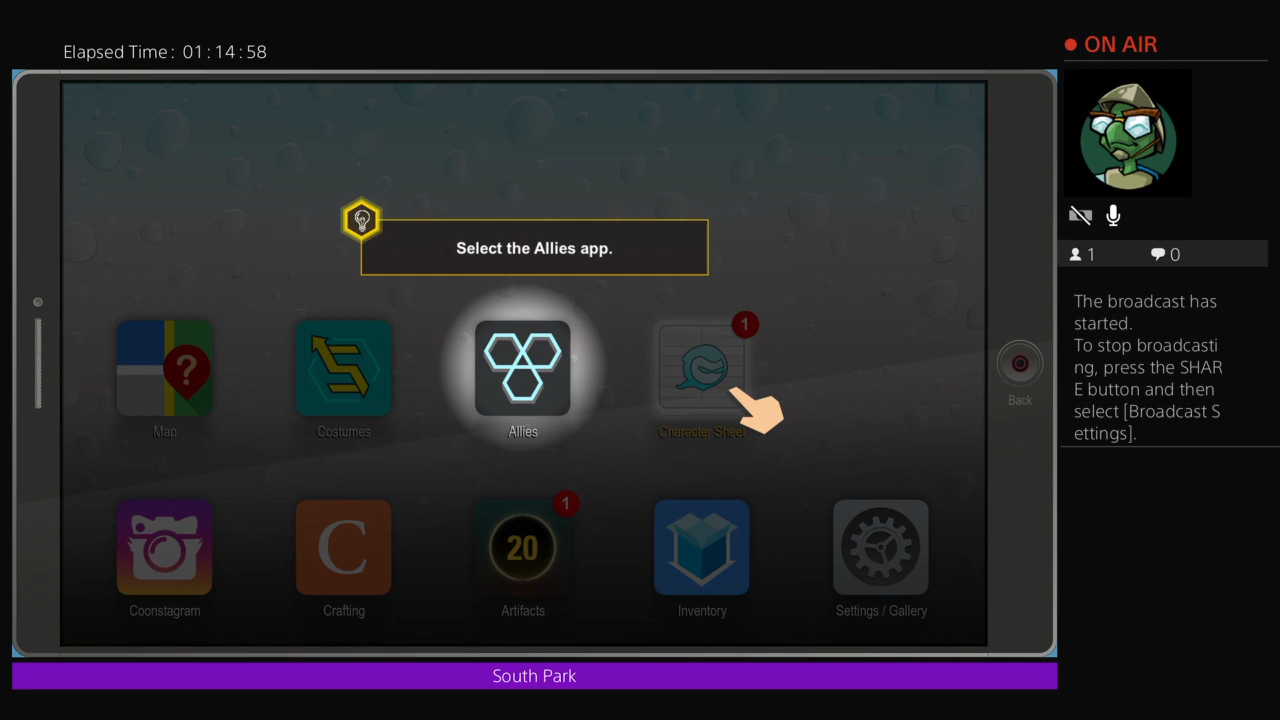 Elapsed Time: 01:14:58
ON AIR
Select the Allies app.
1
0
The broadcast has
started.
To stop broadcasti
ng, press the SHAR
E button and then
select [Broadcast S
ettings].
?
1
Back
Map
Costumes
Allies
Character Sheet
C
20
1
Coonstagram
Crafting
Artifacts
Inventory
Settings / Gallery
South Park